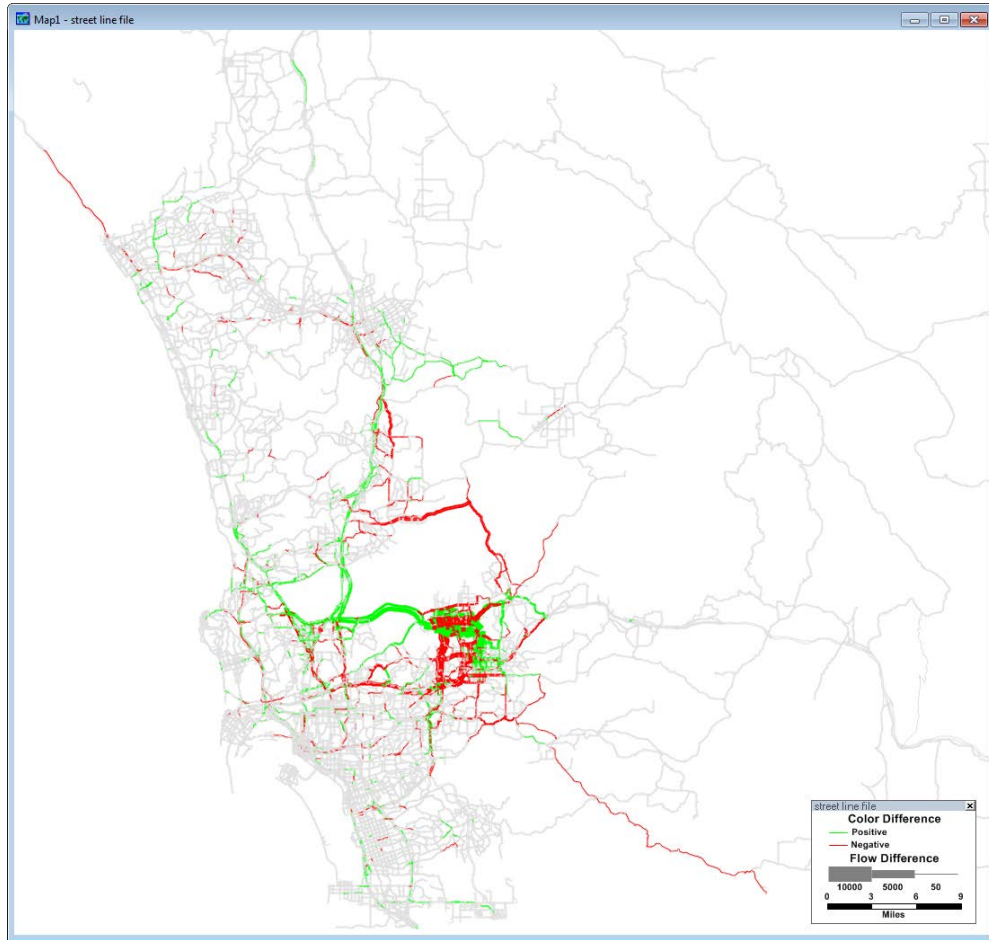 Map1 - street line file
street line file
Color Difference
Positive
Negative
Flow Difference
10000 5000 50
0 3 6 9
Miles